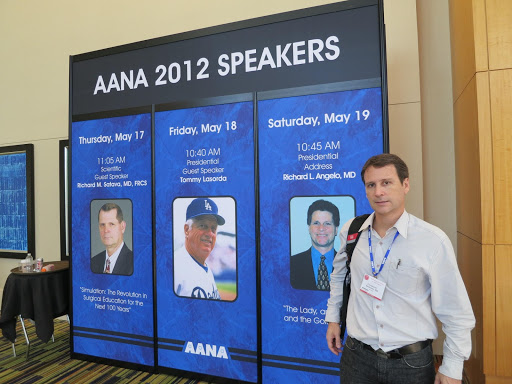 AANA 2012 SPEAKERS
Thursday, May 17
11:05 AM
Scientific
Guest Speaker
Richard M. Satava, MD, FRCS
"Simulation: The Revolution in
Surgical Education for the
Next 100 Years"
Friday, May 18
10:40 AM
Presidential
Guest Speaker
Tommy Lasorda
AANA
Saturday, May 19
10:45 AM
Presidential
Address
Richard L. Angelo, MD
"The Lady, a
and the Gor
LA